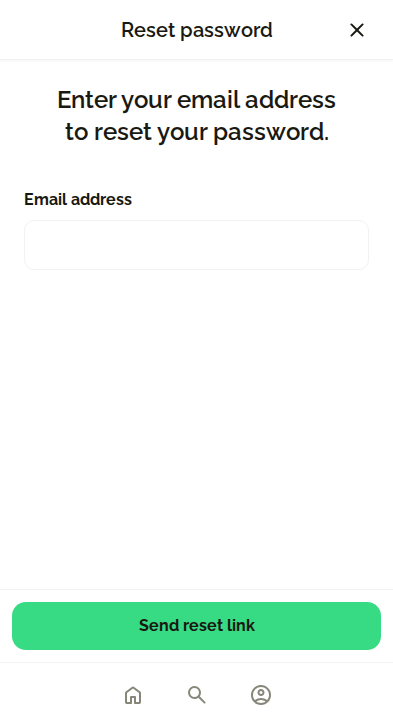 Reset password
Enter your email address
to reset your password.
Email address
Send reset link